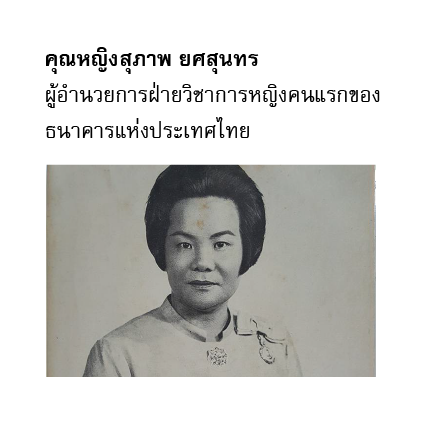 คุณหญิงสุภาพ ยศสุนทร
ผู้อำนวยการฝ่ายวิชาการหญิงคนแรกของ
ธนาคารแห่งประเทศไทย